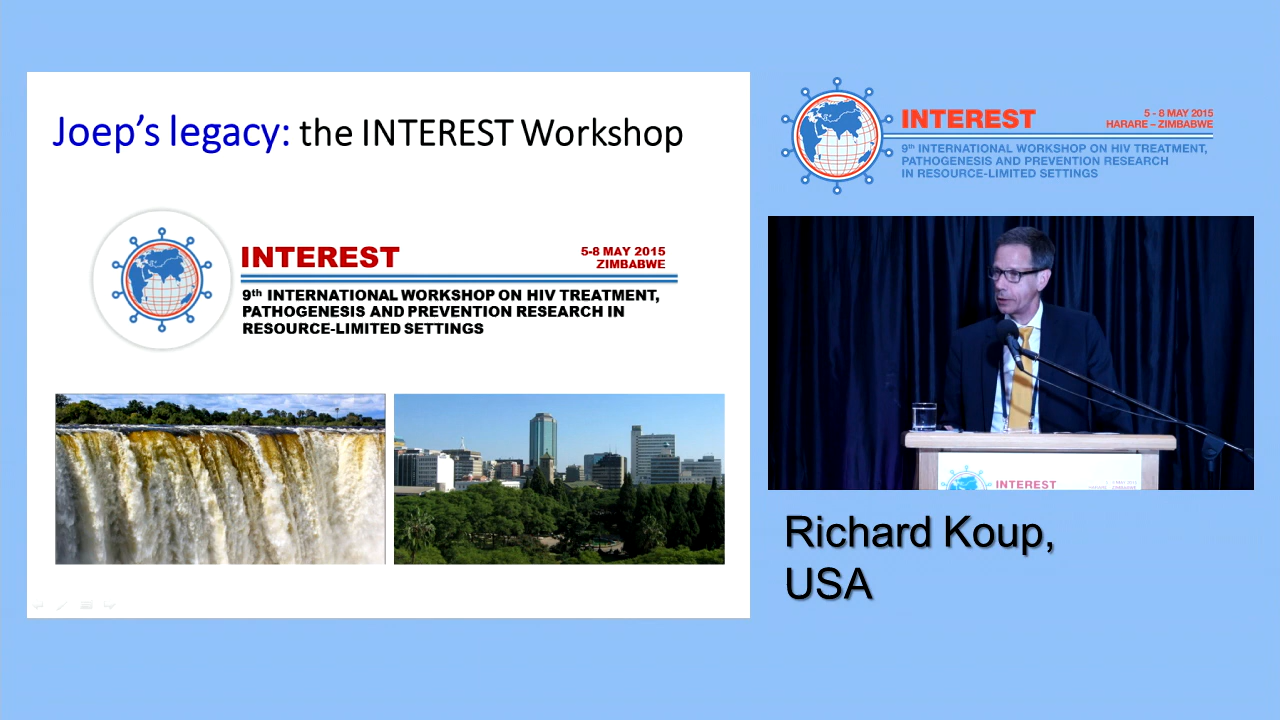 Joep's legacy: the INTEREST Workshop
INTEREST
5-8 MAY 2015
ZIMBABWE
9th INTERNATIONAL WORKSHOP ON HIV TREATMENT,
PATHOGENESIS AND PREVENTION RESEARCH IN
RESOURCE-LIMITED SETTINGS
INTEREST
5 - 8 MAY 2015
HARARE – ZIMBABWE
9th INTERNATIONAL WORKSHOP ON HIV TREATMENT,
PATHOGENESIS AND PREVENTION RESEARCH
IN RESOURCE-LIMITED SETTINGS
INTEREST
Richard Koup,
USA